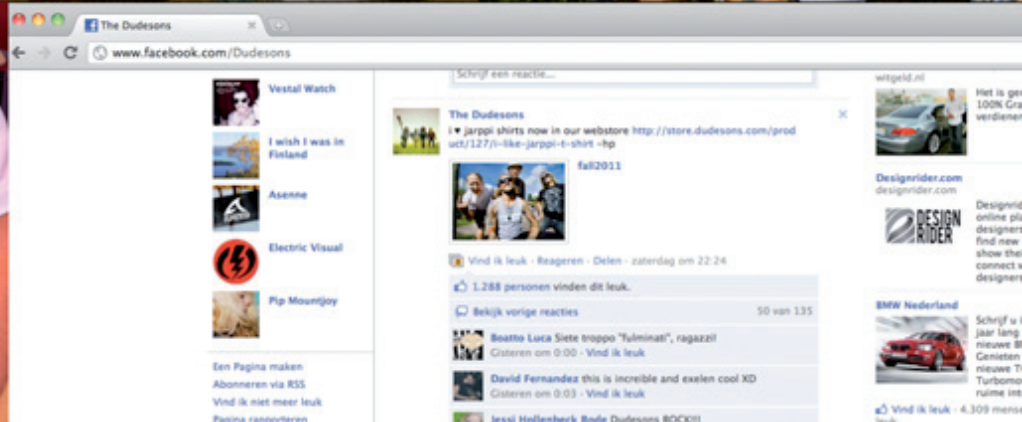 The Dudesons
www.facebook.com/Dudesons
Vestal Watch
I wish I was in
Finland
Asenne
Electric Visual
Pip Mountjoy
Een Pagina maken
Abonneren via RSS
Vind ik niet meer leuk
Pagina rapporteren
Schrijf een reactie...
The Dudesons
i ♥ jarppi shirts now in our webstore http://store.dudesons.com/prod
uct/127/i-like-jarppi-t-shirt -hp
fall2011
Vind ik leuk · Reageren · Delen · zaterdag om 22:24
1.288 personen vinden dit leuk.
Bekijk vorige reacties 50 van 135
Boatto Luca Siete troppo "fulminati", ragazzi!
Gisteren om 0:00 · Vind ik leuk
David Fernandez this is increible and exelen cool XD
Gisteren om 0:03 · Vind ik leuk
Jessi Hollenbeck Bode Dudesons ROCK!!!
witgeld.nl
Het is
100%
verdiene
Designrider.com
designrider.com
DESIGN
RIDER
Designrid
online pla
designers
find new
show the
connect
designers
BMW Nederland
Schrijf u
jaar lang
nieuwe
Genieten
nieuwe
Turbomo
ruime
Vind ik leuk · 4.309 mense
leuk